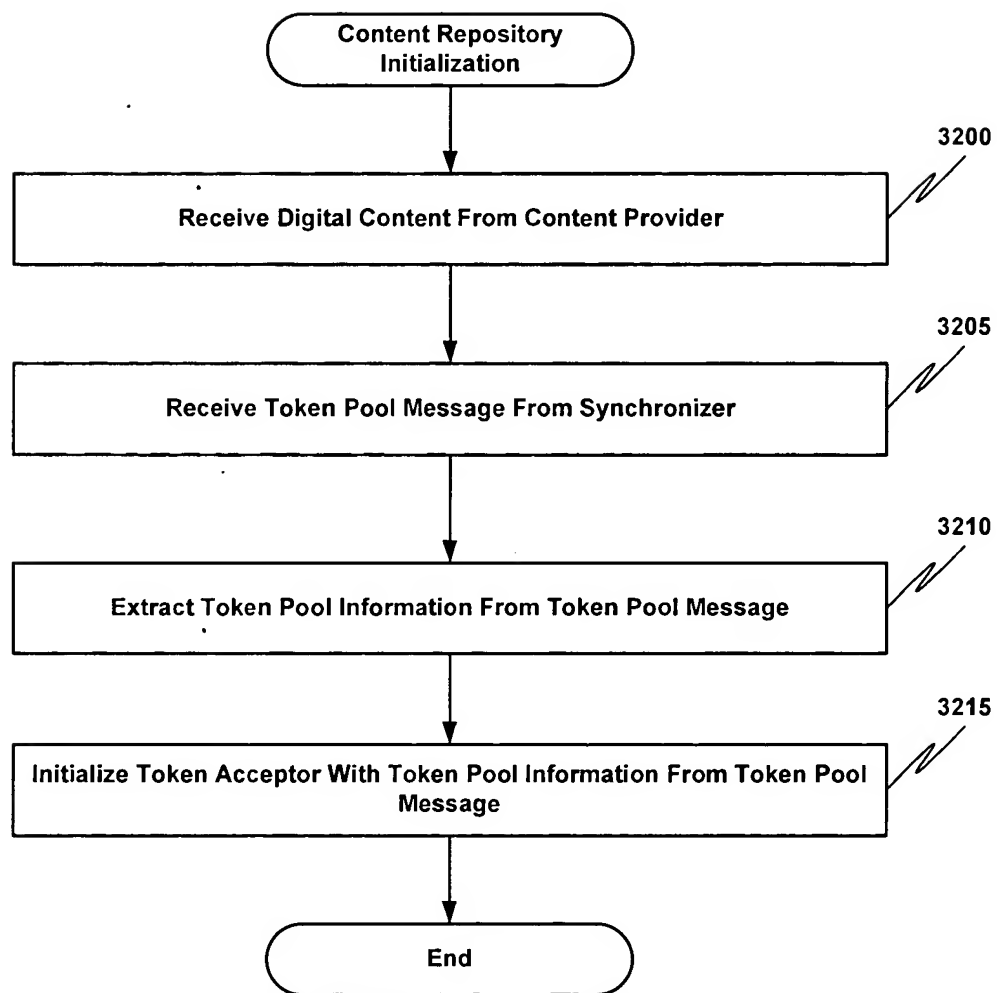 Content Repository
Initialization
3200
Receive Digital Content From Content Provider
3205
Receive Token Pool Message From Synchronizer
3210
Extract Token Pool Information From Token Pool Message
3215
Initialize Token Acceptor With Token Pool Information From Token Pool
Message
End